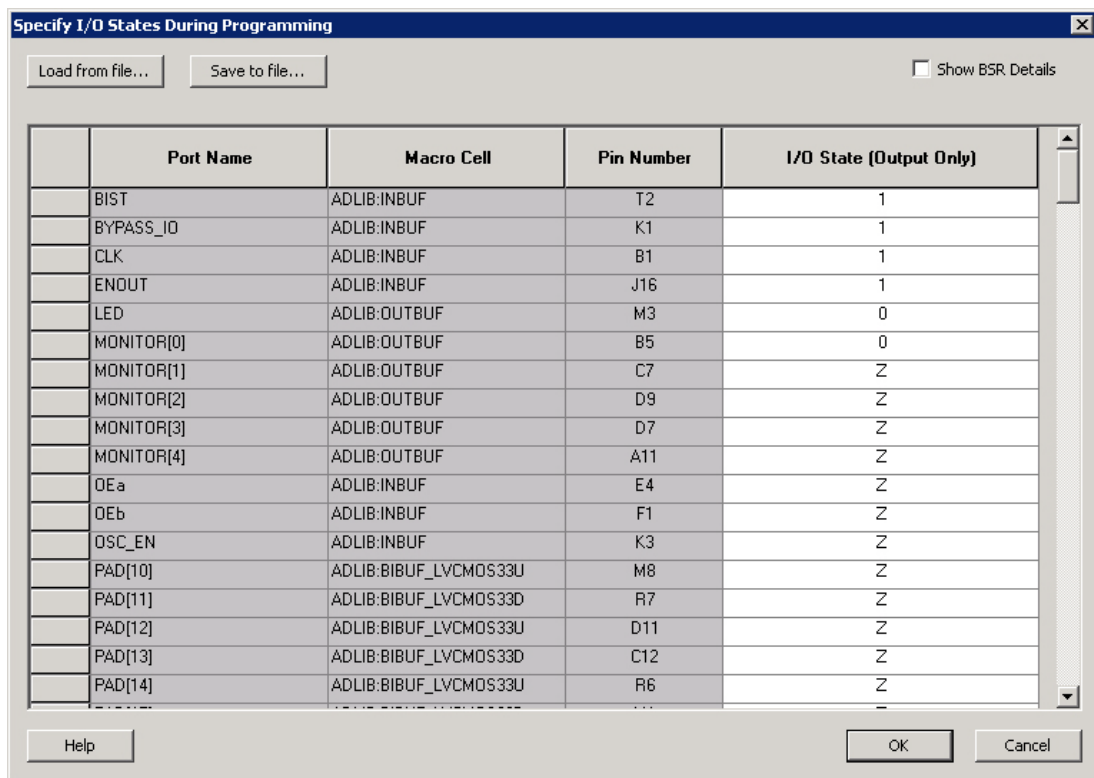 Specify I/O States During Programming
Load from file... Save to file... Show BSR Details
Port Name Macro Cell Pin Number I/O State (Output Only)
BIST ADLIB:INBUF T2 1
BYPASS_IO ADLIB:INBUF K1 1
CLK ADLIB:INBUF B1 1
ENOUT ADLIB:INBUF J16 1
LED ADLIB:OUTBUF M3 0
MONITOR[0] ADLIB:OUTBUF B5 0
MONITOR[1] ADLIB:OUTBUF C7 Z
MONITOR[2] ADLIB:OUTBUF D9 Z
MONITOR[3] ADLIB:OUTBUF D7 Z
MONITOR[4] ADLIB:OUTBUF A11 Z
OEa ADLIB:INBUF E4 Z
OEb ADLIB:INBUF F1 Z
OSC_EN ADLIB:INBUF K3 Z
PAD[10] ADLIB:BIBUF_LVCMOS33U M8 Z
PAD[11] ADLIB:BIBUF_LVCMOS33D R7 Z
PAD[12] ADLIB:BIBUF_LVCMOS33U D11 Z
PAD[13] ADLIB:BIBUF_LVCMOS33D C12 Z
PAD[14] ADLIB:BIBUF_LVCMOS33U R6 Z
Help OK Cancel